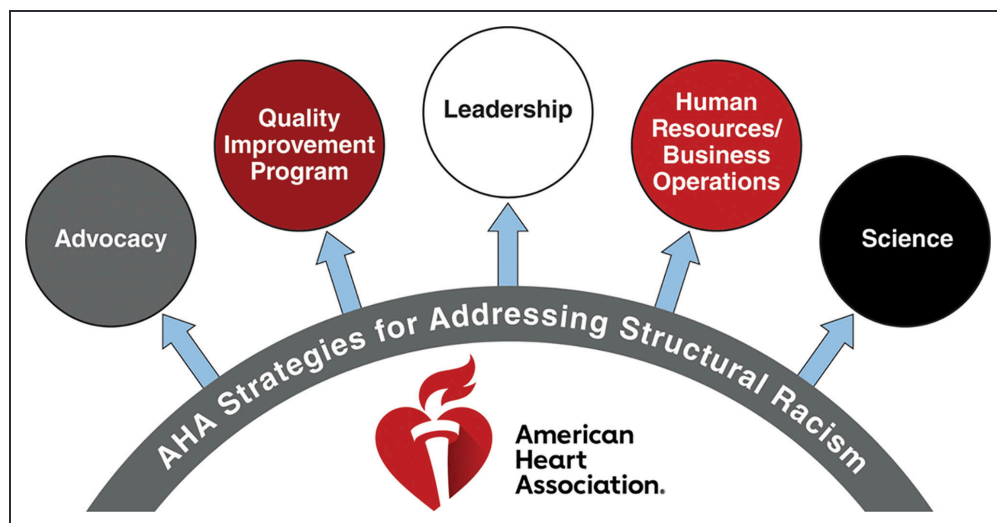 Advocacy
Quality
Improvement
Program
Leadership
Human
Resources/
Business
Operations
Science
AHA Strategies for Addressing Structural Racism
American
Heart
Association.